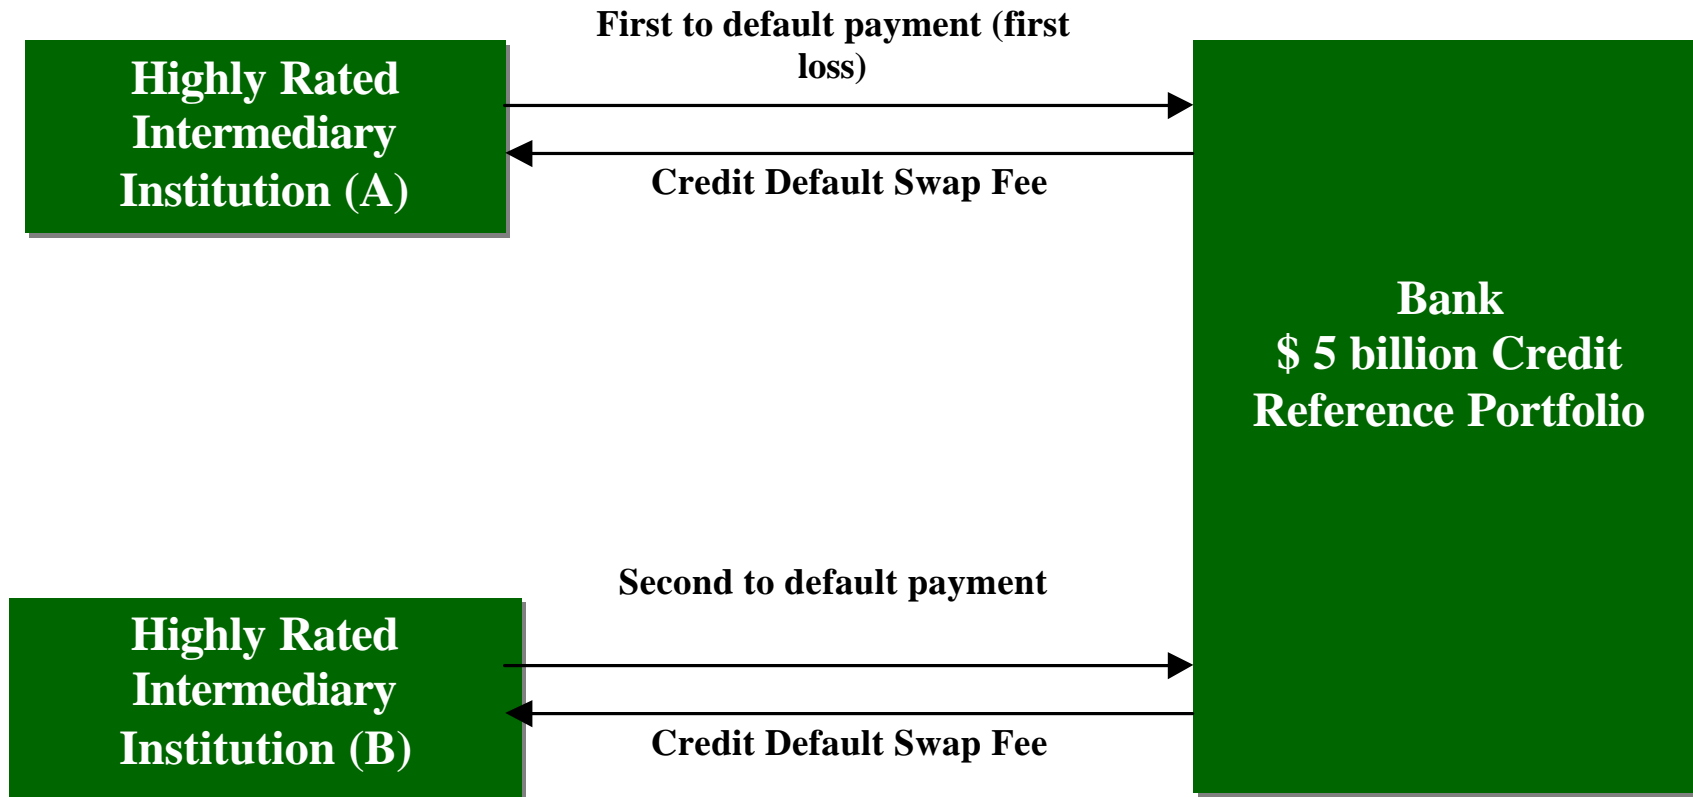 First to default payment (first
loss)
Highly Rated
Intermediary
Institution (A)
Credit Default Swap Fee
Bank
$ 5 billion Credit
Reference Portfolio
Second to default payment
Highly Rated
Intermediary
Institution (B)
Credit Default Swap Fee